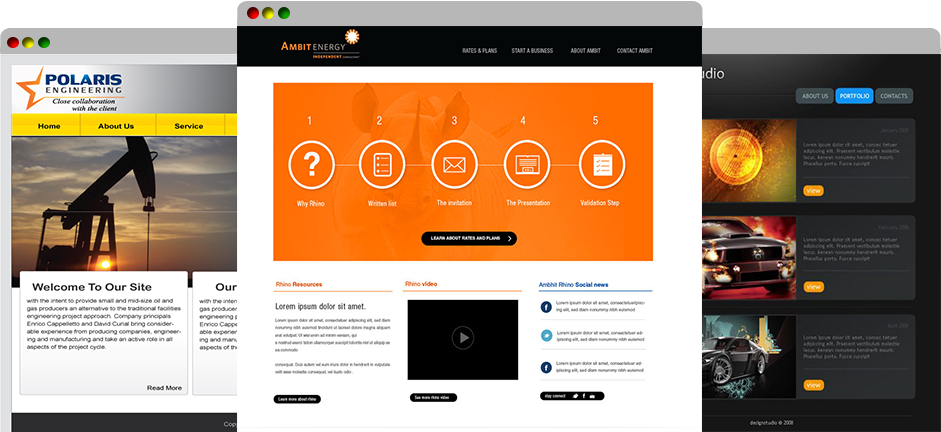 POLARIS
ENGINEERING
Close collaboration
with the client
Home
About Us
Service
Welcome To Our Site
with the intent to provide small and mid-size oil and
gas producers an alternative to the traditional facilities
engineering project approach. Company principals
Enrico Cappelletto and David Curial bring consider-
able experience from producing companies, engineer-
ing and manufacturing and take an active role in all
aspects of the project cycle.
Read More
Our
with the inte
gas producers
engineering
Enrico Cappe
able experie
ing and manu
aspects of th
Copy
AMBIT ENERGY
INDEPENDENT CONSULTANT
RATES & PLANS
START A BUSINESS
ABOUT AMBIT
CONTACT AMBIT
1
2
3
4
5
Why Rhino
Written list
The invitation
The Presentation
Validation Step
LEARN ABOUT RATES AND PLANS
Rhino Resources
Lorem ipsum dolor sit amet.
Lorem ipsum dolor sit amet, consectetuer adipiscing elit, sed diam
nonummy nibh euismod tincidunt ut laoreet dolore magna aliquam
erat volutpat. Ut wisi enim ad minim veniam, qui
s nostrud exerci tation ullamcorper suscipit lobortis nisl ut aliquip ex
ea commodo
consequat. Duis autem vel eum iriure dolor in hendrerit in vulputate
velit esse molestie consequat, vel iusto odio .
Learn more about rhino
Rhino video
See more rhino video
Ambhit Rhino Social news
Lorem ipsum dolor sit amet, consectetueradipis-
cing elit, sed diam nonummy nibh euismod
Lorem ipsum dolor sit amet, consectetuer ad-
ipiscing elit, sed diam nonummy nibh euismod
Lorem ipsum dolor sit amet, consectetuer ad-
ipiscing elit, sed diam nonummy nibh euismod
stay connect
udio
ABOUT US
PORTFOLIO
CONTACTS
January 2008
Lorem ipsum dolor sit amet, consec tetuer
adipiscing elit. Praesent vestibulum molestie
lacus. Aenean nonummy hendrerit mauris.
Phasellus porta. Fusce suscipit
view
February 2008
Lorem ipsum dolor sit amet, consec tetuer
adipiscing elit. Praesent vestibulum molestie
lacus. Aenean nonummy hendrerit mauris.
Phasellus porta. Fusce suscipit
view
April 2008
Lorem ipsum dolor sit amet, consec tetuer
adipiscing elit. Praesent vestibulum molestie
lacus. Aenean nonummy hendrerit mauris.
Phasellus porta. Fusce suscipit
view
designstudio © 2008